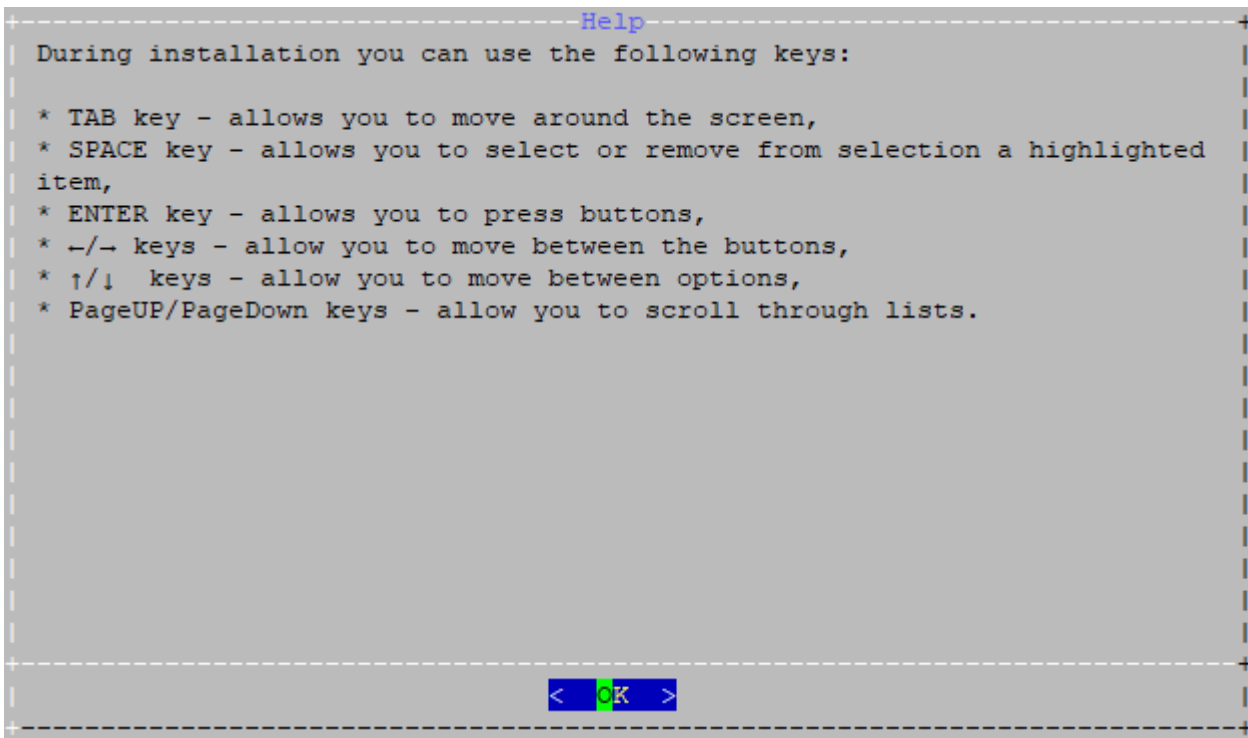 Help
During installation you can use the following keys:
* TAB key - allows you to move around the screen,
* SPACE key - allows you to select or remove from selection a highlighted
item,
* ENTER key - allows you to press buttons,
* ←/→ keys - allow you to move between the buttons,
* ↑/↓  keys - allow you to move between options,
* PageUP/PageDown keys - allow you to scroll through lists.
<  OK  >